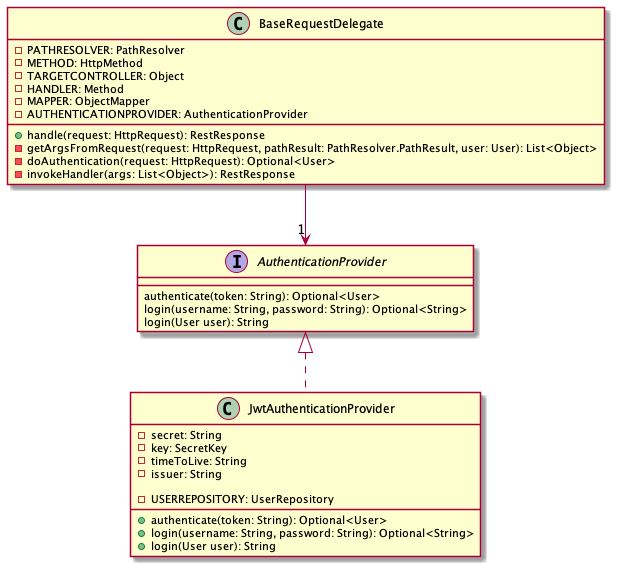 C BaseRequestDelegate
PATHRESOLVER: PathResolver
METHOD: HttpMethod
TARGETCONTROLLER: Object
HANDLER: Method
MAPPER: ObjectMapper
AUTHENTICATIONPROVIDER: AuthenticationProvider
handle(request: HttpRequest): RestResponse
getArgsFromRequest(request: HttpRequest, pathResult: PathResolver.PathResult, user: User): List<Object>
doAuthentication(request: HttpRequest): Optional<User>
invokeHandler(args: List<Object>): RestResponse
1
I AuthenticationProvider
authenticate(token: String): Optional<User>
login(username: String, password: String): Optional<String>
login(User user): String
C JwtAuthenticationProvider
secret: String
key: SecretKey
timeToLive: String
issuer: String
USERREPOSITORY: UserRepository
authenticate(token: String): Optional<User>
login(username: String, password: String): Optional<String>
login(User user): String